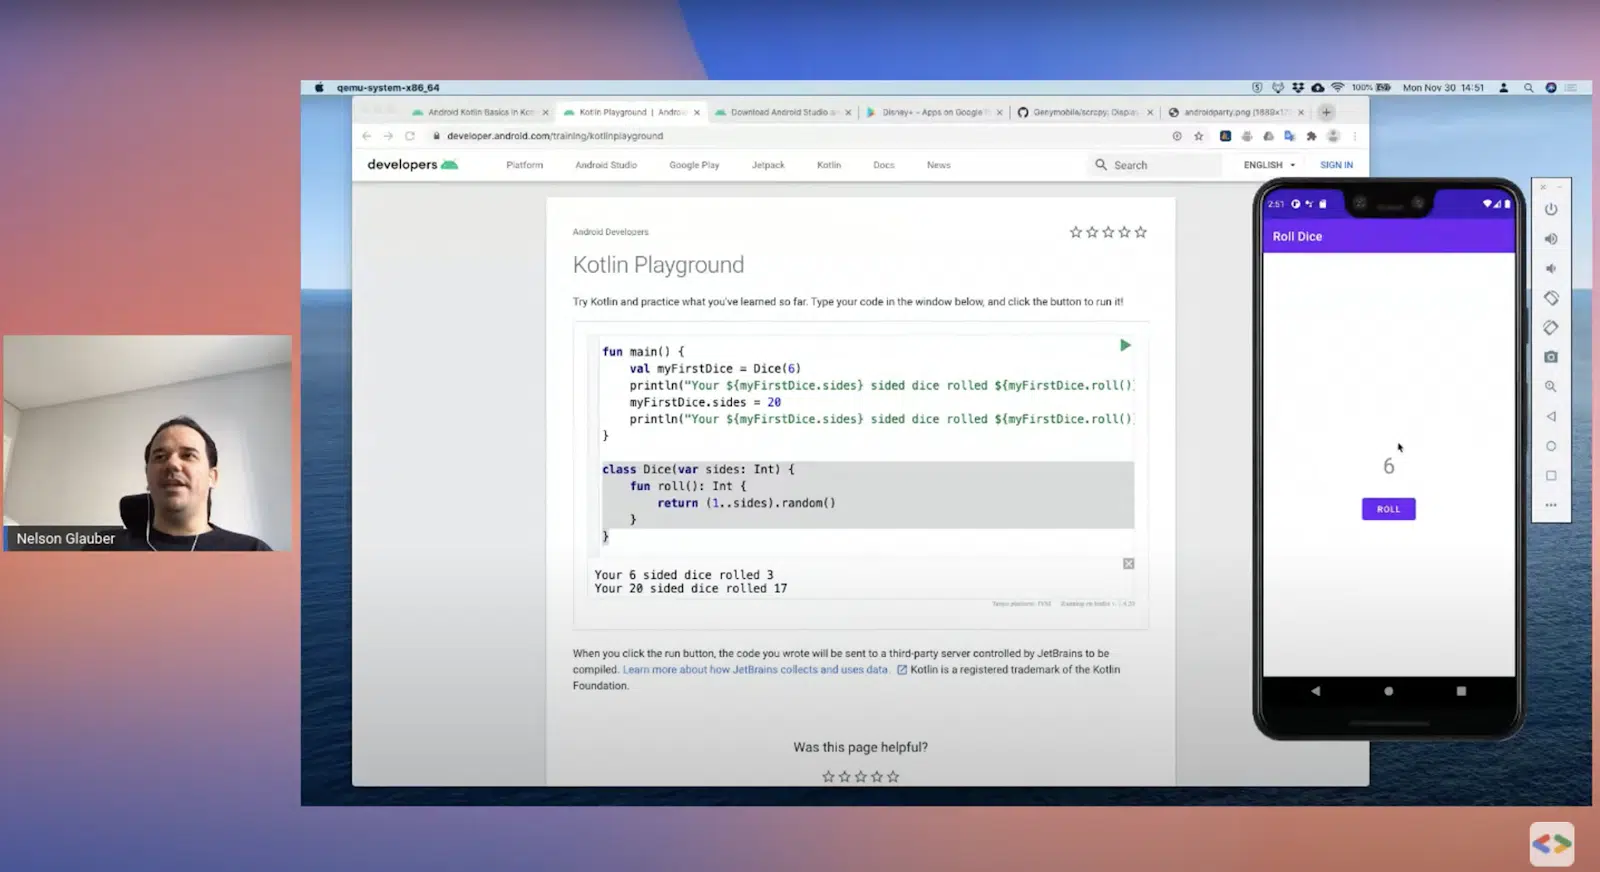 qemu-system-x86_64
100%
Mon Nov 30 14:51
Android Kotlin Basics in Kot
Kotlin Playground | Android
Download Android Studio a
Disney+ - Apps on Google
Genymobile/scrcpy: Display
androidparty.png
developer.android.com/training/kotlinplayground
developers
Platform
Android Studio
Google Play
Jetpack
Kotlin
Docs
News
Search
ENGLISH
SIGN IN
Android Developers
Kotlin Playground
Try Kotlin and practice what you've learned so far. Type your code in the window below, and click the button to run it!
fun main() {
val myFirstDice = Dice(6)
println("Your ${myFirstDice.sides} sided dice rolled ${myFirstDice.roll()
myFirstDice.sides = 20
println("Your ${myFirstDice.sides} sided dice rolled ${myFirstDice.roll()
}
class Dice(var sides: Int) {
fun roll(): Int {
return (1..sides).random()
}
}
Your 6 sided dice rolled 3
Your 20 sided dice rolled 17
When you click the run button, the code you wrote will be sent to a third-party server controlled by JetBrains to be
compiled. Learn more about how JetBrains collects and uses data. Kotlin is a registered trademark of the Kotlin
Foundation.
Was this page helpful?
2:51
Roll Dice
6
ROLL
Nelson Glauber